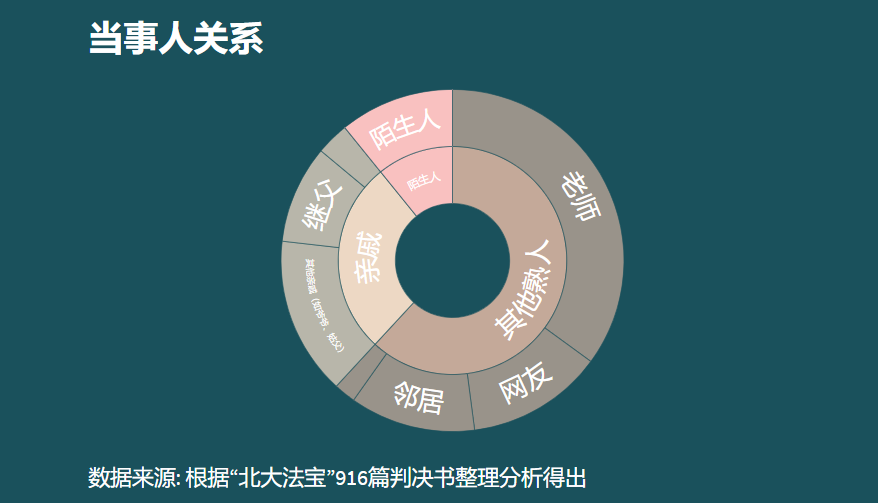 当事人关系
陌生人
陌生人
老师
继父
亲戚
其他熟人
其他亲戚（如爷爷、姑父）
网友
邻居
数据来源: 根据“北大法宝”916篇判决书整理分析得出